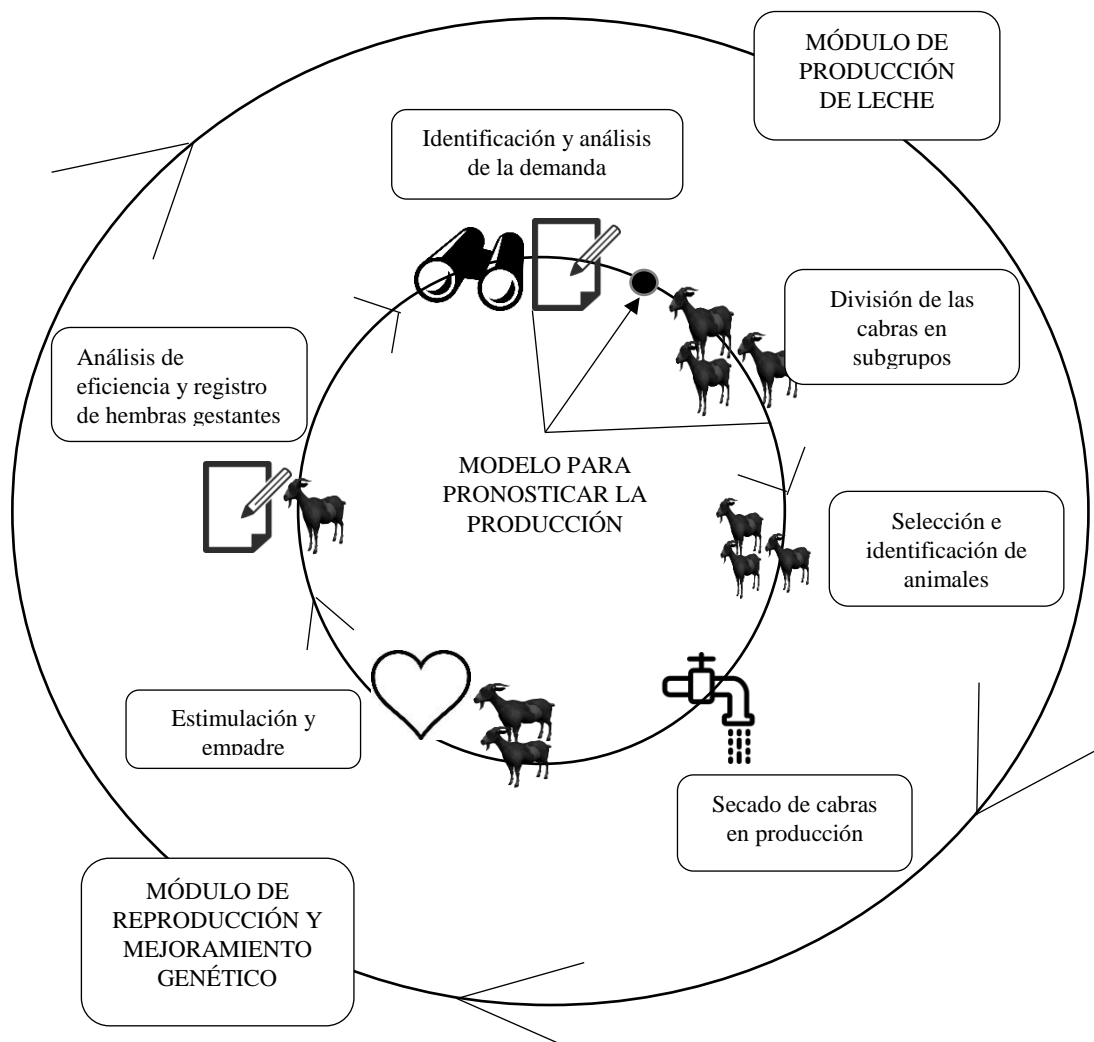 MÓDULO DE
PRODUCCIÓN
DE LECHE
Identificación y análisis
de la demanda
División de las
cabras en
subgrupos
Análisis de
eficiencia y registro
de hembras gestantes
MODELO PARA
PRONOSTICAR LA
PRODUCCIÓN
Selección e
identificación de
animales
Estimulación y
empadre
Secado de cabras
en producción
MÓDULO DE
REPRODUCCIÓN Y
MEJORAMIENTO
GENÉTICO